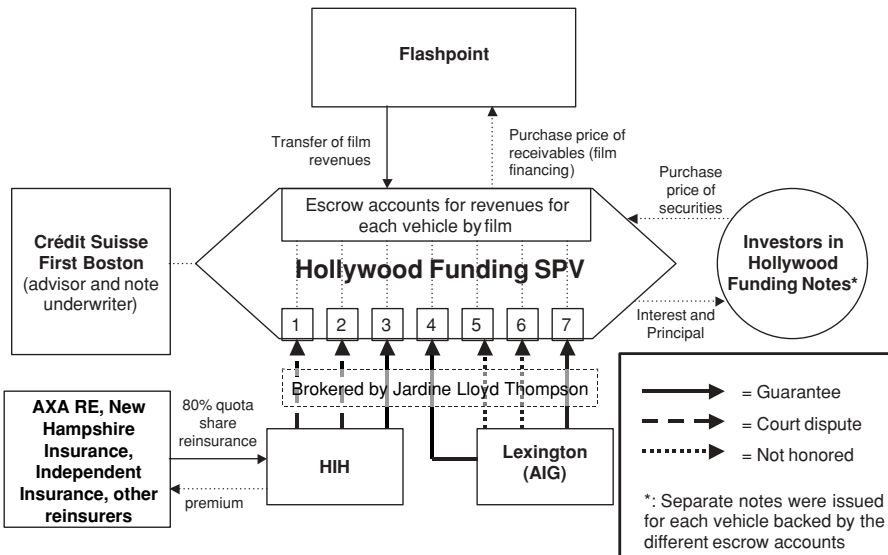 Flashpoint
Transfer of film
revenues
Purchase price of
receivables (film
financing)
Purchase
price of
securities
Escrow accounts for revenues for
each vehicle by film
Crédit Suisse
First Boston
(advisor and note
underwriter)
Hollywood Funding SPV
Investors in
Hollywood
Funding Notes*
1 2 3 4 5 6 7
Interest and
Principal
Brokered by Jardine Lloyd Thompson
AXA RE, New
Hampshire
Insurance,
Independent
Insurance, other
reinsurers
80% quota
share
reinsurance
premium
HIH
Lexington
(AIG)
= Guarantee
= Court dispute
= Not honored
*: Separate notes were issued
for each vehicle backed by the
different escrow accounts